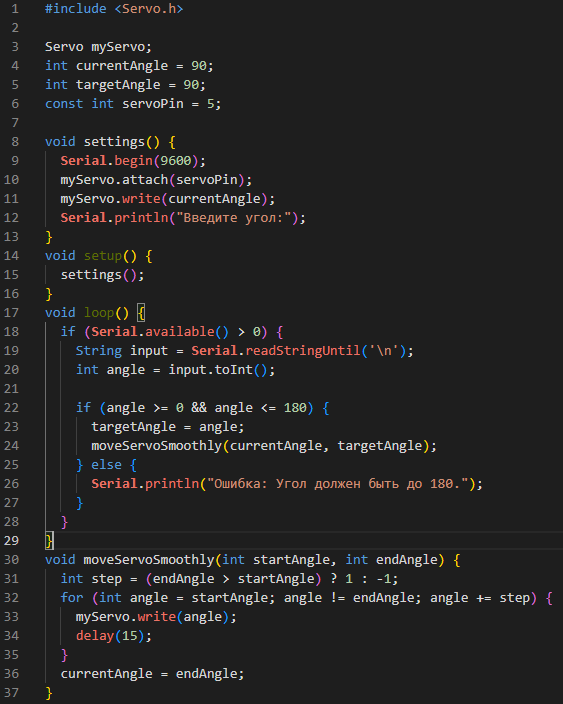 1 #include <Servo.h>
2
3 Servo myServo;
4 int currentAngle = 90;
5 int targetAngle = 90;
6 const int servoPin = 5;
7
8 void settings() {
9   Serial.begin(9600);
10   myServo.attach(servoPin);
11   myServo.write(currentAngle);
12   Serial.println("Введите угол:");
13 }
14 void setup() {
15   settings();
16 }
17 void loop() {
18   if (Serial.available() > 0) {
19     String input = Serial.readStringUntil('\n');
20     int angle = input.toInt();
21
22     if (angle >= 0 && angle <= 180) {
23       targetAngle = angle;
24       moveServoSmoothly(currentAngle, targetAngle);
25     } else {
26       Serial.println("Ошибка: Угол должен быть до 180.");
27     }
28   }
29 }
30 void moveServoSmoothly(int startAngle, int endAngle) {
31   int step = (endAngle > startAngle) ? 1 : -1;
32   for (int angle = startAngle; angle != endAngle; angle += step) {
33     myServo.write(angle);
34     delay(15);
35   }
36   currentAngle = endAngle;
37 }